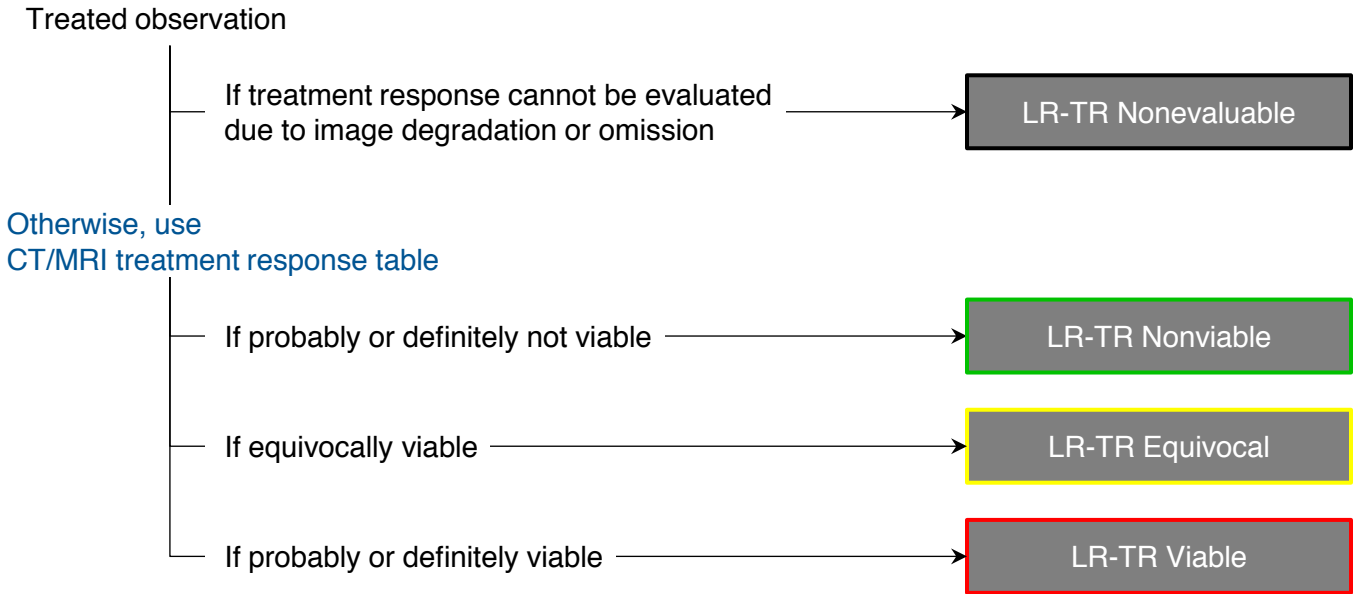 Treated observation
If treatment response cannot be evaluated
due to image degradation or omission
LR-TR Nonevaluable
Otherwise, use
CT/MRI treatment response table
If probably or definitely not viable
LR-TR Nonviable
If equivocally viable
LR-TR Equivocal
If probably or definitely viable
LR-TR Viable